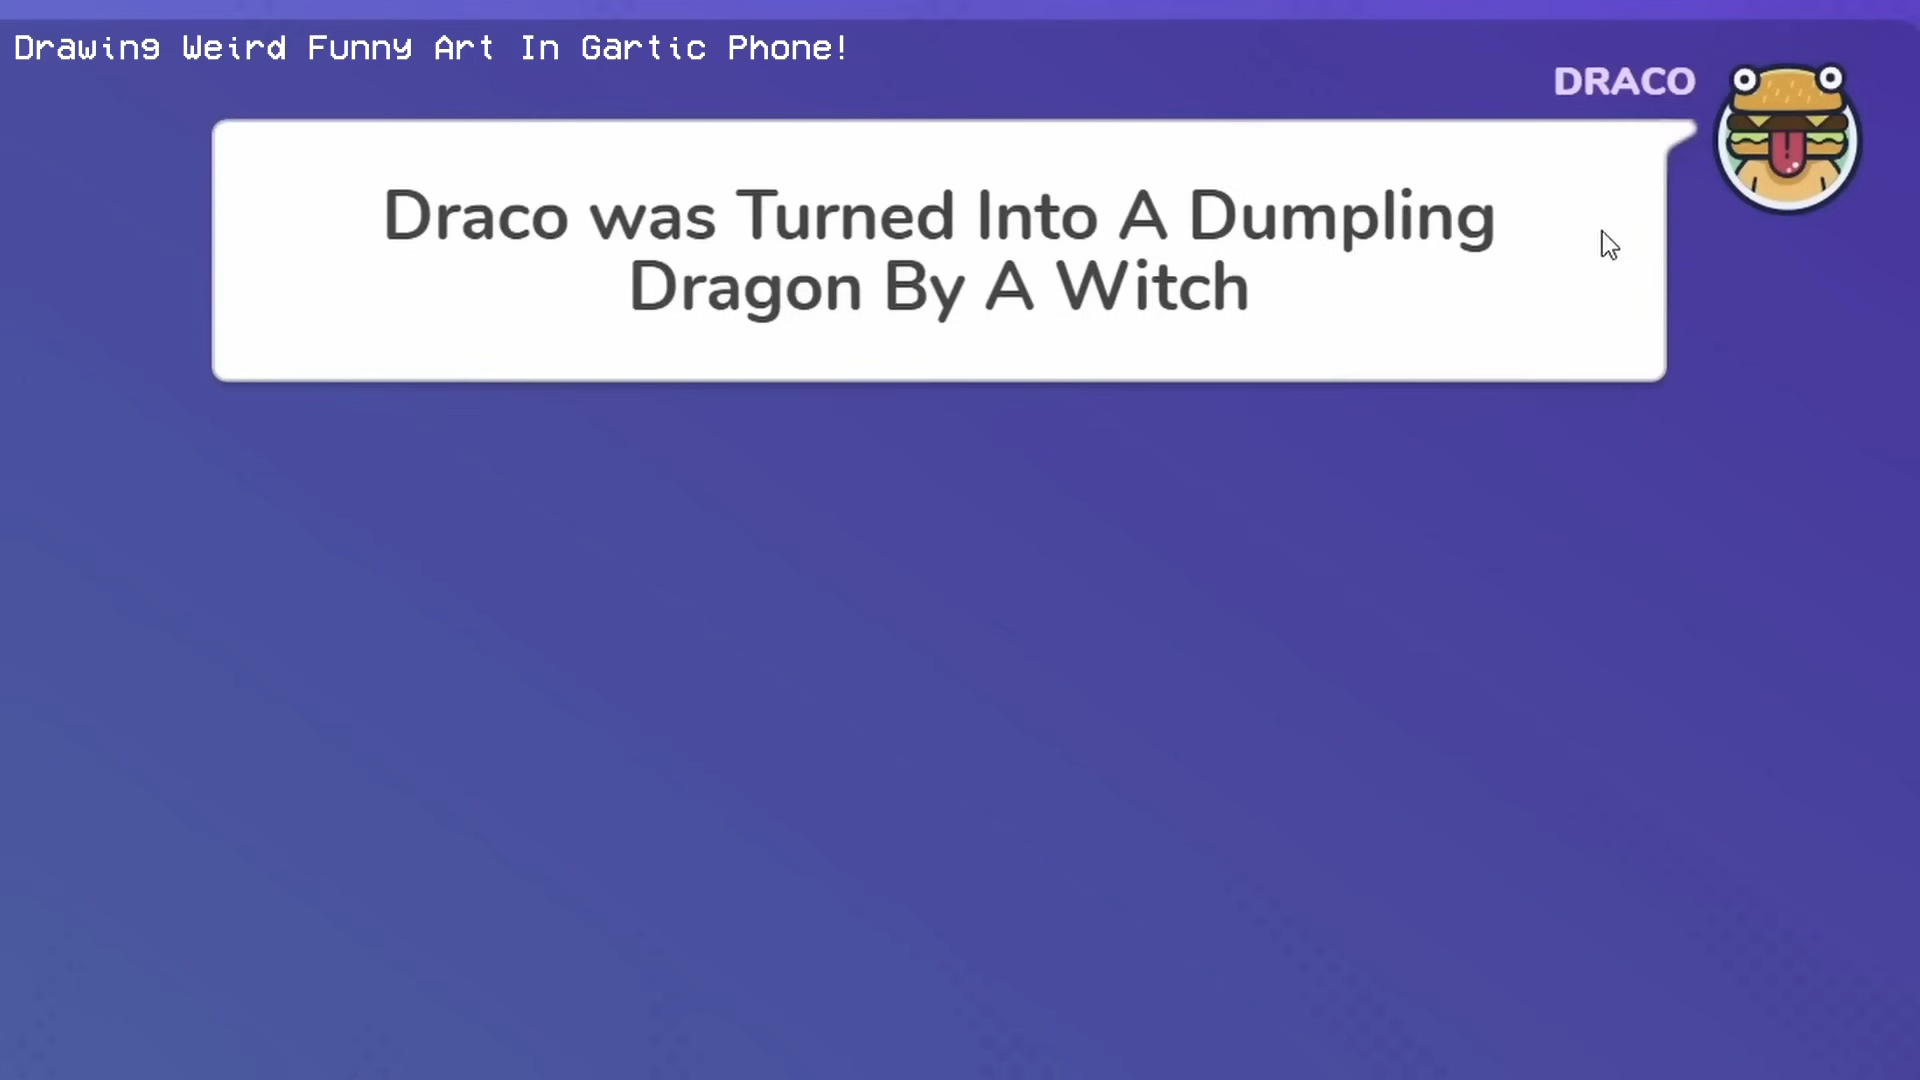 Drawing Weird Funny Art In Gartic Phone!
DRACO
Draco was Turned Into A Dumpling
Dragon By A Witch